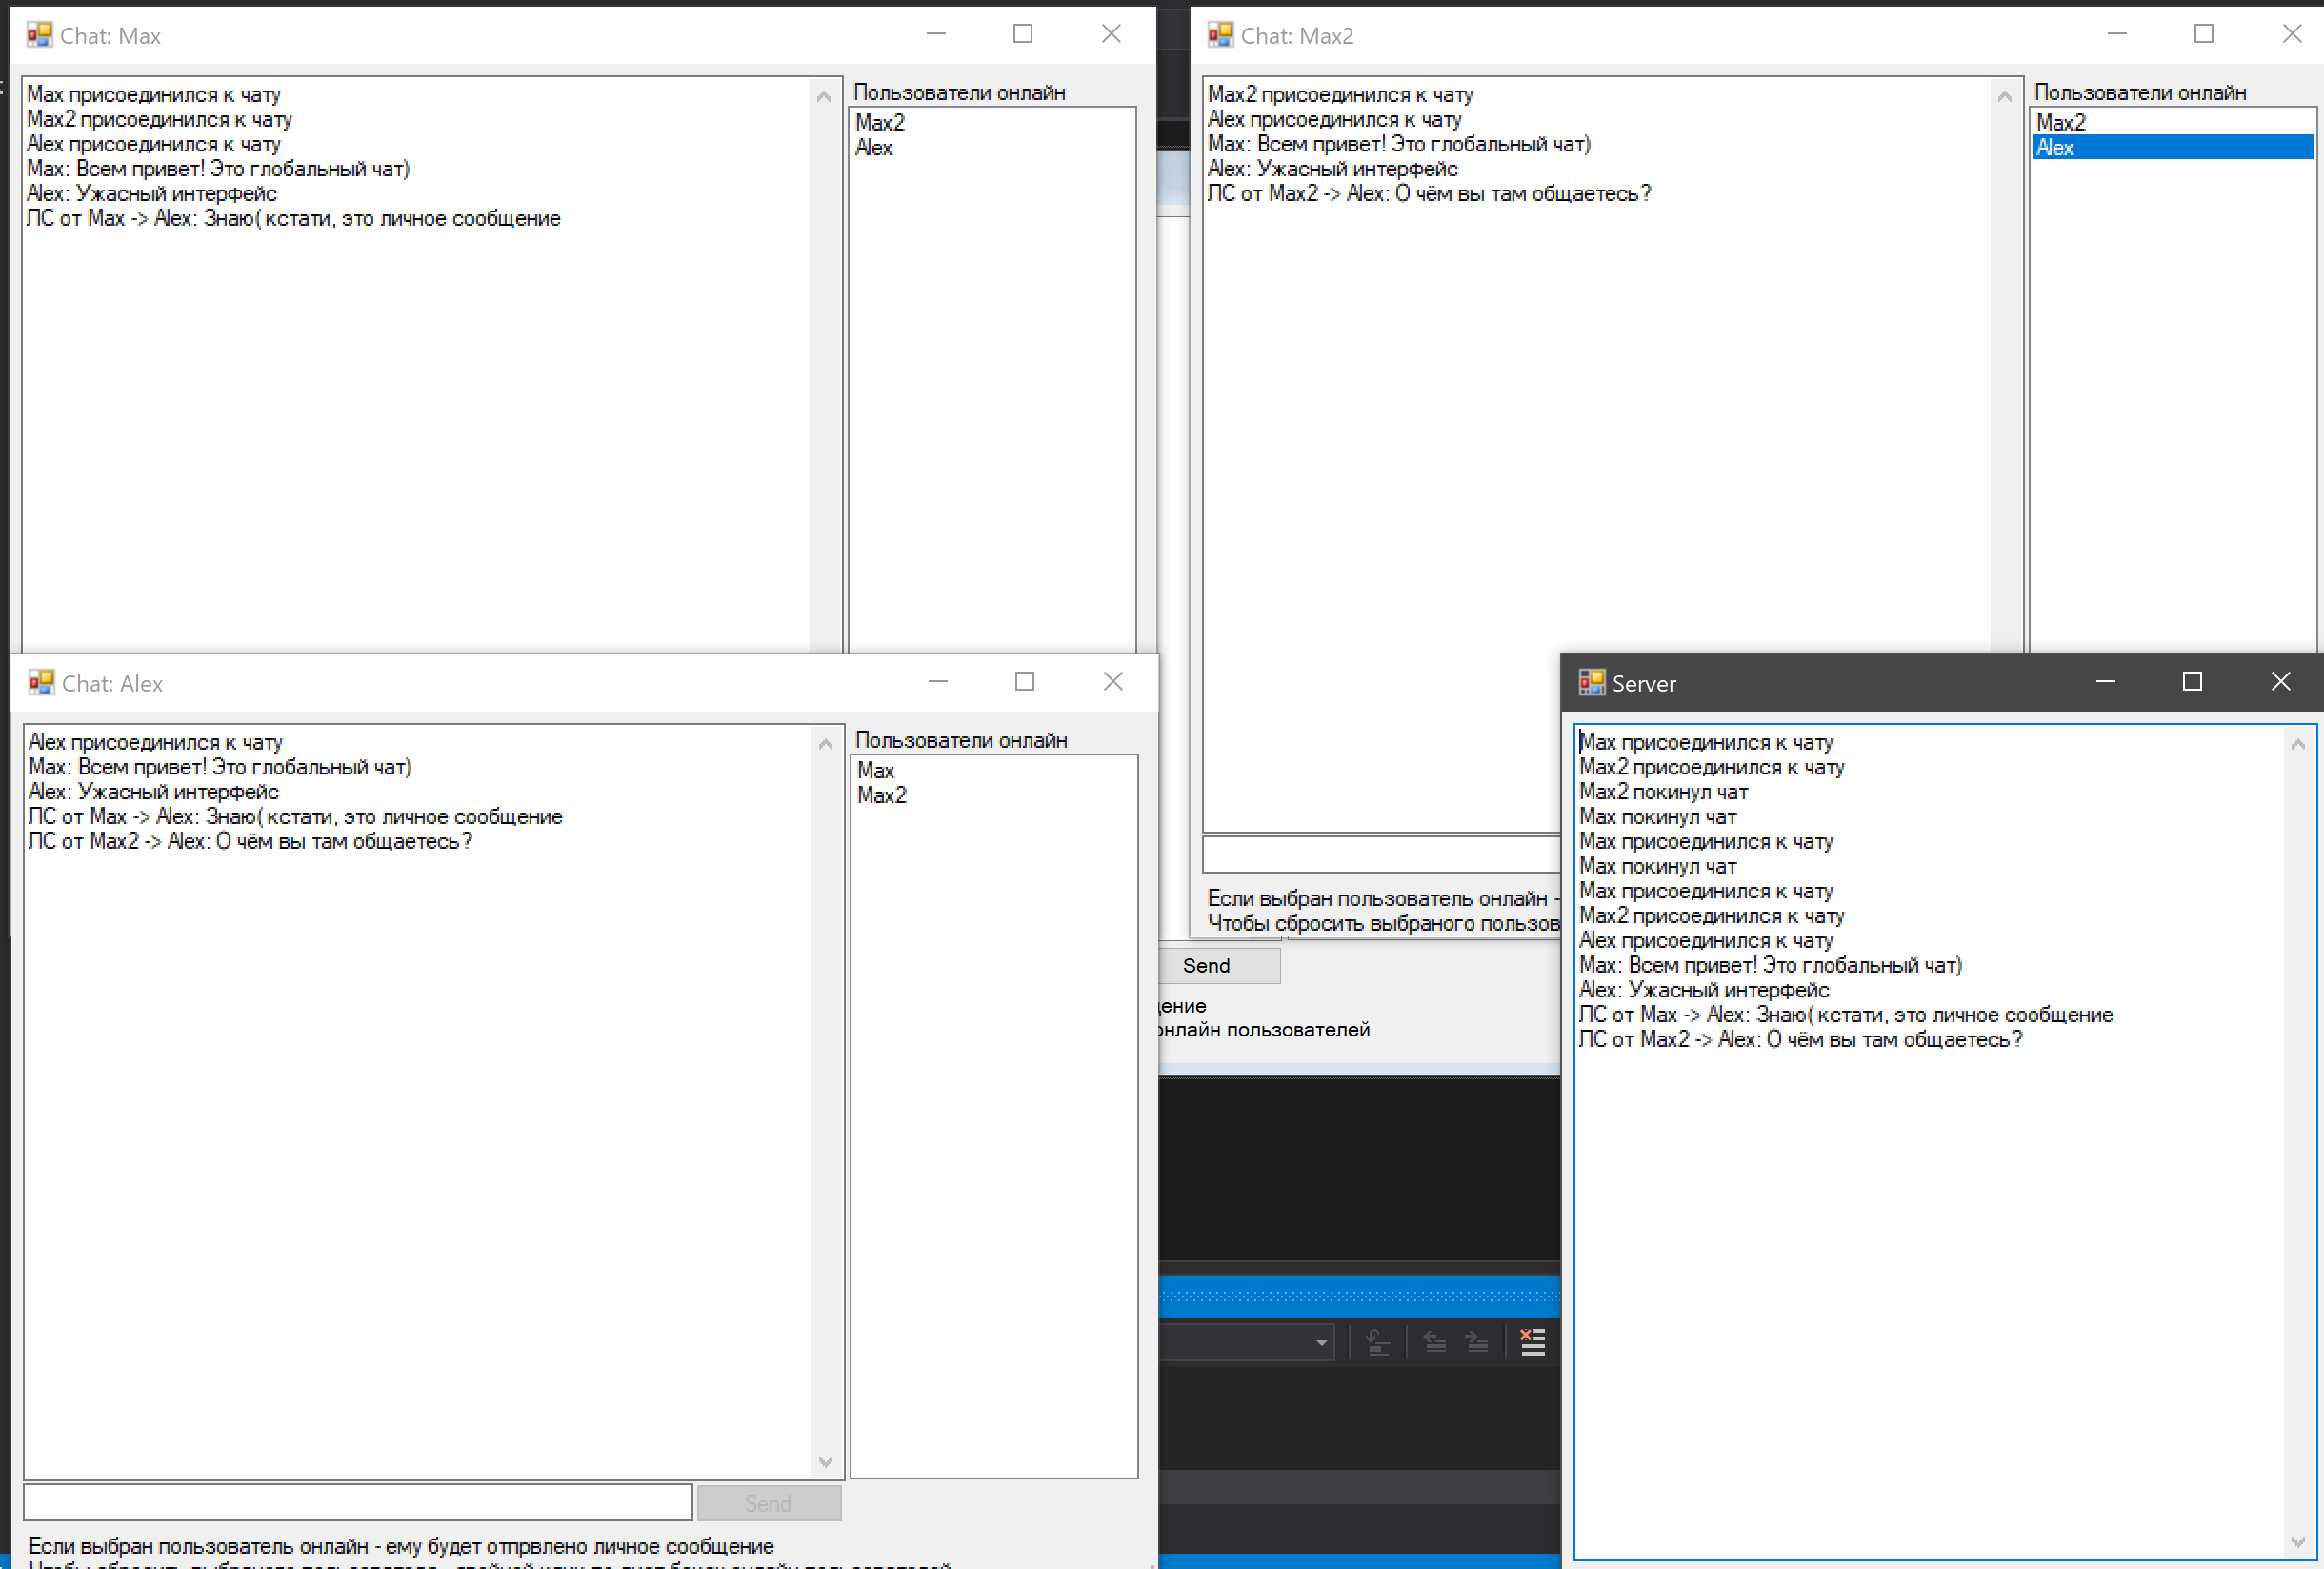 Chat: Max
Max присоединился к чату
Max2 присоединился к чату
Alex присоединился к чату
Max: Всем привет! Это глобальный чат)
Alex: Ужасный интерфейс
ЛС от Max -> Alex: Знаю( кстати, это личное сообщение
Пользователи онлайн
Max2
Alex
Chat: Max2
Max2 присоединился к чату
Alex присоединился к чату
Max: Всем привет! Это глобальный чат)
Alex: Ужасный интерфейс
ЛС от Max2 -> Alex: О чём вы там общаетесь?
Пользователи онлайн
Max2
Alex
Если выбран пользователь онлайн -
Чтобы сбросить выбраного пользов
Chat: Alex
Alex присоединился к чату
Max: Всем привет! Это глобальный чат)
Alex: Ужасный интерфейс
ЛС от Max -> Alex: Знаю( кстати, это личное сообщение
ЛС от Max2 -> Alex: О чём вы там общаетесь?
Пользователи онлайн
Max
Max2
Send
Если выбран пользователь онлайн - ему будет отпрвлено личное сообщение
Send
щение
онлайн пользователей
Server
Max присоединился к чату
Max2 присоединился к чату
Max2 покинул чат
Max покинул чат
Max присоединился к чату
Max покинул чат
Max присоединился к чату
Max2 присоединился к чату
Alex присоединился к чату
Max: Всем привет! Это глобальный чат)
Alex: Ужасный интерфейс
ЛС от Max -> Alex: Знаю( кстати, это личное сообщение
ЛС от Max2 -> Alex: О чём вы там общаетесь?